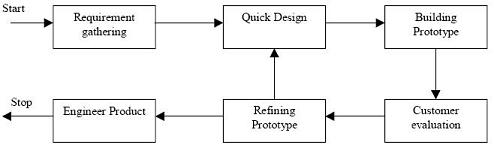 Start
Requirement
gathering
Quick Design
Building
Prototype
Stop
Engineer Product
Refining
Prototype
Customer
evaluation